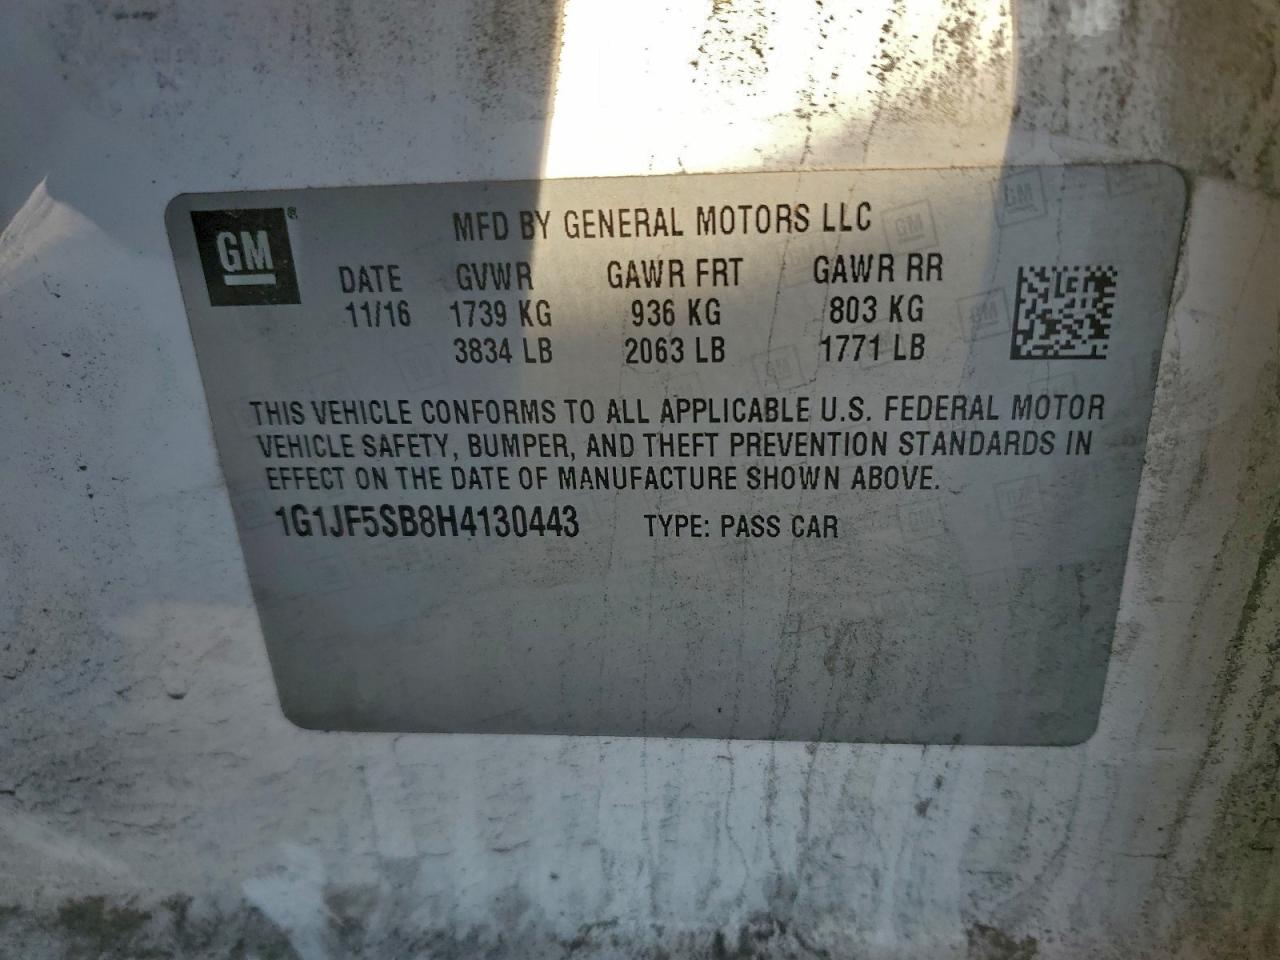 GM®
MFD BY GENERAL MOTORS LLC
DATE GVWR GAWR FRT GAWR RR
11/16 1739 KG 936 KG 803 KG
3834 LB 2063 LB 1771 LB
THIS VEHICLE CONFORMS TO ALL APPLICABLE U.S. FEDERAL MOTOR
VEHICLE SAFETY, BUMPER, AND THEFT PREVENTION STANDARDS IN
EFFECT ON THE DATE OF MANUFACTURE SHOWN ABOVE.
1G1JF5SB8H4130443 TYPE: PASS CAR